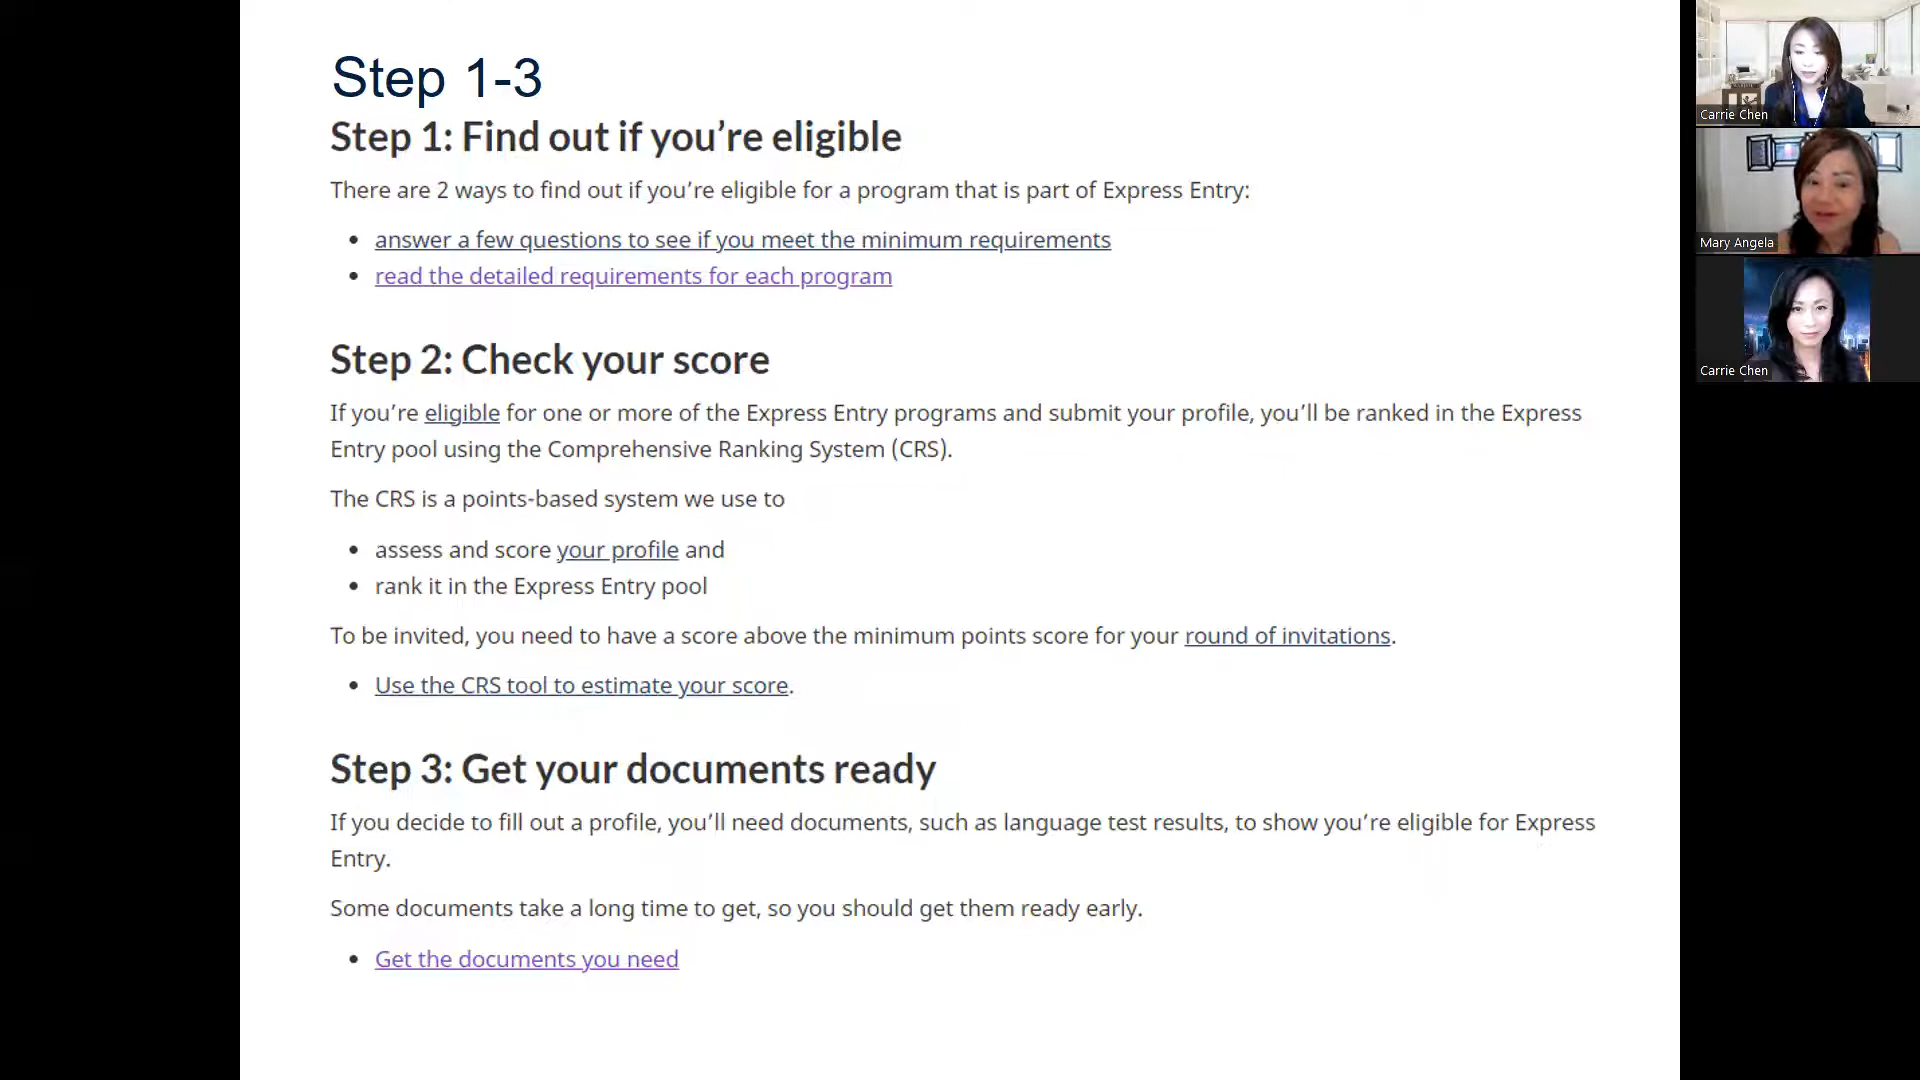 Step 1-3
Step 1: Find out if you’re eligible
There are 2 ways to find out if you’re eligible for a program that is part of Express Entry:
• answer a few questions to see if you meet the minimum requirements
• read the detailed requirements for each program
Step 2: Check your score
If you’re eligible for one or more of the Express Entry programs and submit your profile, you’ll be ranked in the Express
Entry pool using the Comprehensive Ranking System (CRS).
The CRS is a points-based system we use to
• assess and score your profile and
• rank it in the Express Entry pool
To be invited, you need to have a score above the minimum points score for your round of invitations.
• Use the CRS tool to estimate your score.
Step 3: Get your documents ready
If you decide to fill out a profile, you’ll need documents, such as language test results, to show you’re eligible for Express
Entry.
Some documents take a long time to get, so you should get them ready early.
• Get the documents you need
Carrie Chen
Mary Angela
Carrie Chen